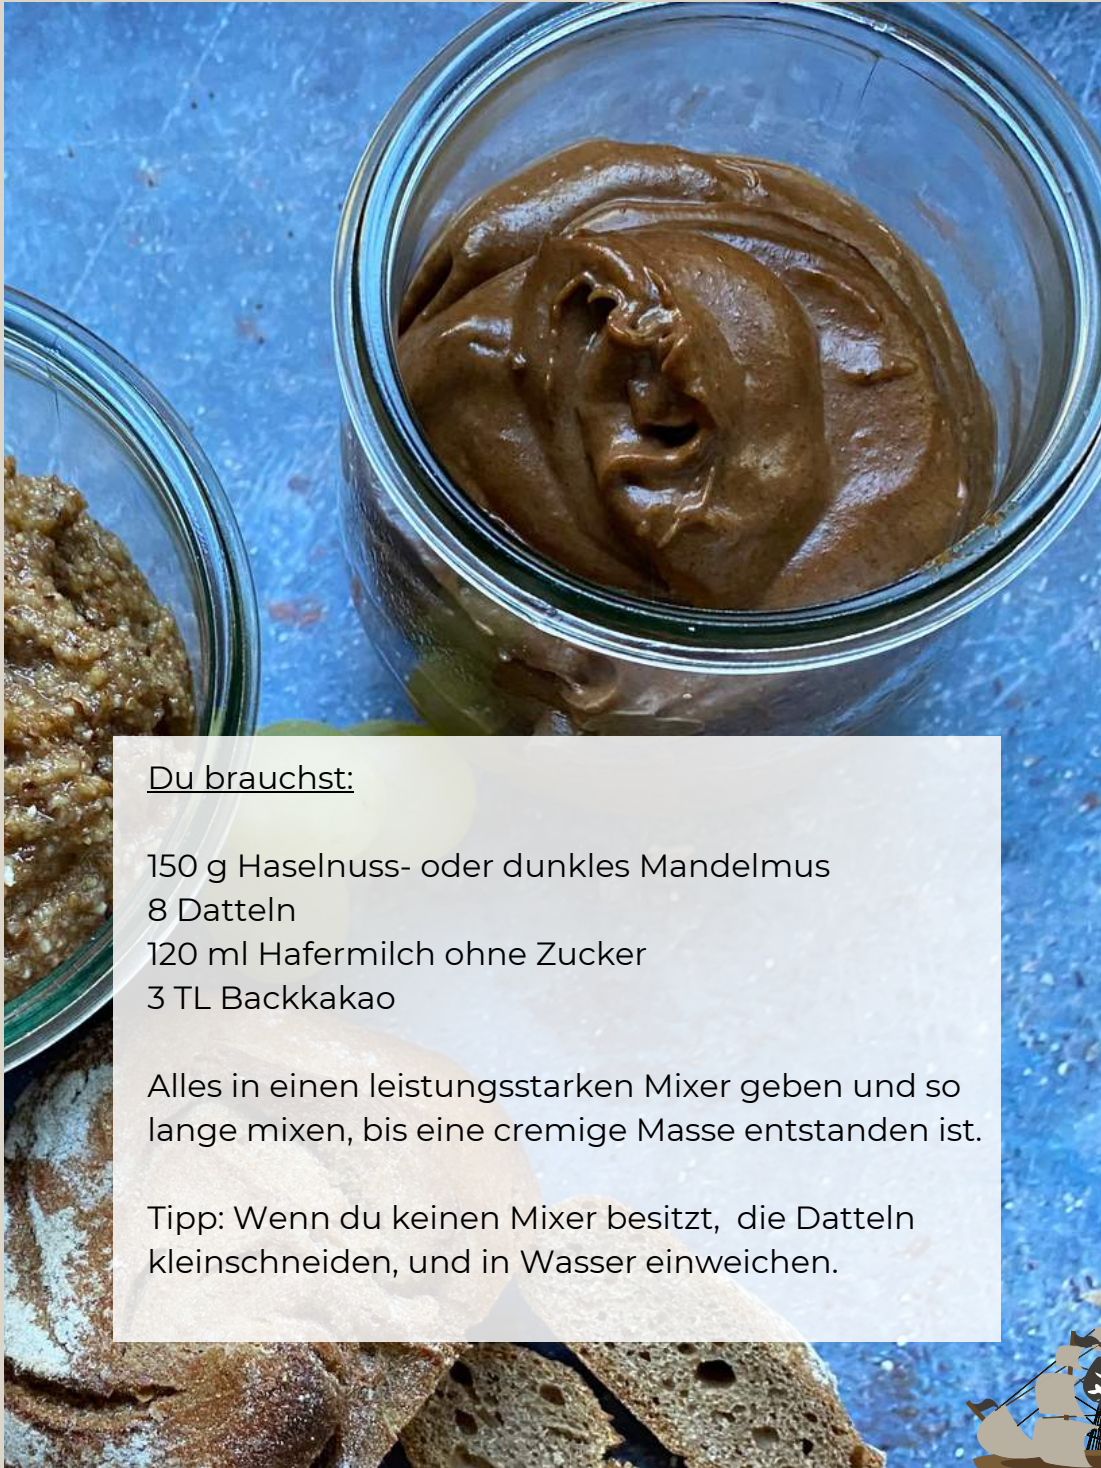 Du brauchst:
150 g Haselnuss- oder dunkles Mandelmus
8 Datteln
120 ml Hafermilch ohne Zucker
3 TL Backkakao
Alles in einen leistungsstarken Mixer geben und so
lange mixen, bis eine cremige Masse entstanden ist.
Tipp: Wenn du keinen Mixer besitzt,  die Datteln
kleinschneiden, und in Wasser einweichen.